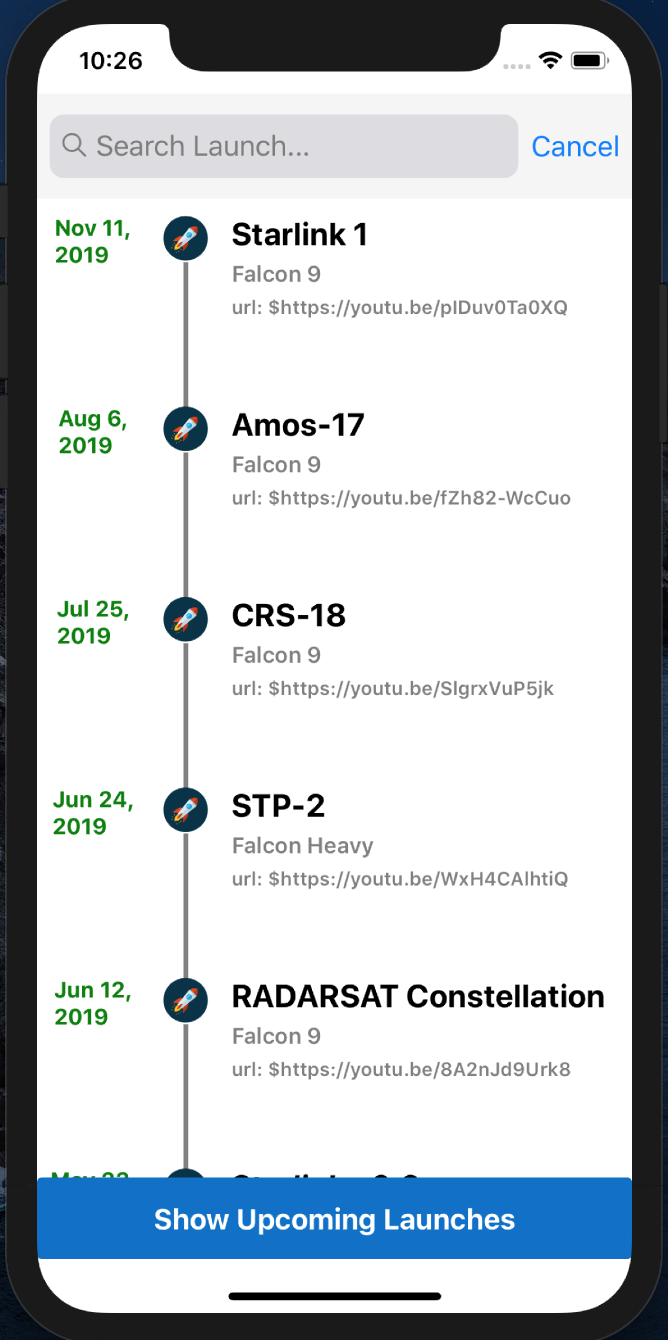 10:26
Search Launch...
Cancel
Nov 11,
2019
Starlink 1
Falcon 9
url: $https://youtu.be/pIDuv0Ta0XQ
Aug 6,
2019
Amos-17
Falcon 9
url: $https://youtu.be/fZh82-WcCuo
Jul 25,
2019
CRS-18
Falcon 9
url: $https://youtu.be/SlgrxVuP5jk
Jun 24,
2019
STP-2
Falcon Heavy
url: $https://youtu.be/WxH4CAlhtiQ
Jun 12,
2019
RADARSAT Constellation
Falcon 9
url: $https://youtu.be/8A2nJd9Urk8
Show Upcoming Launches